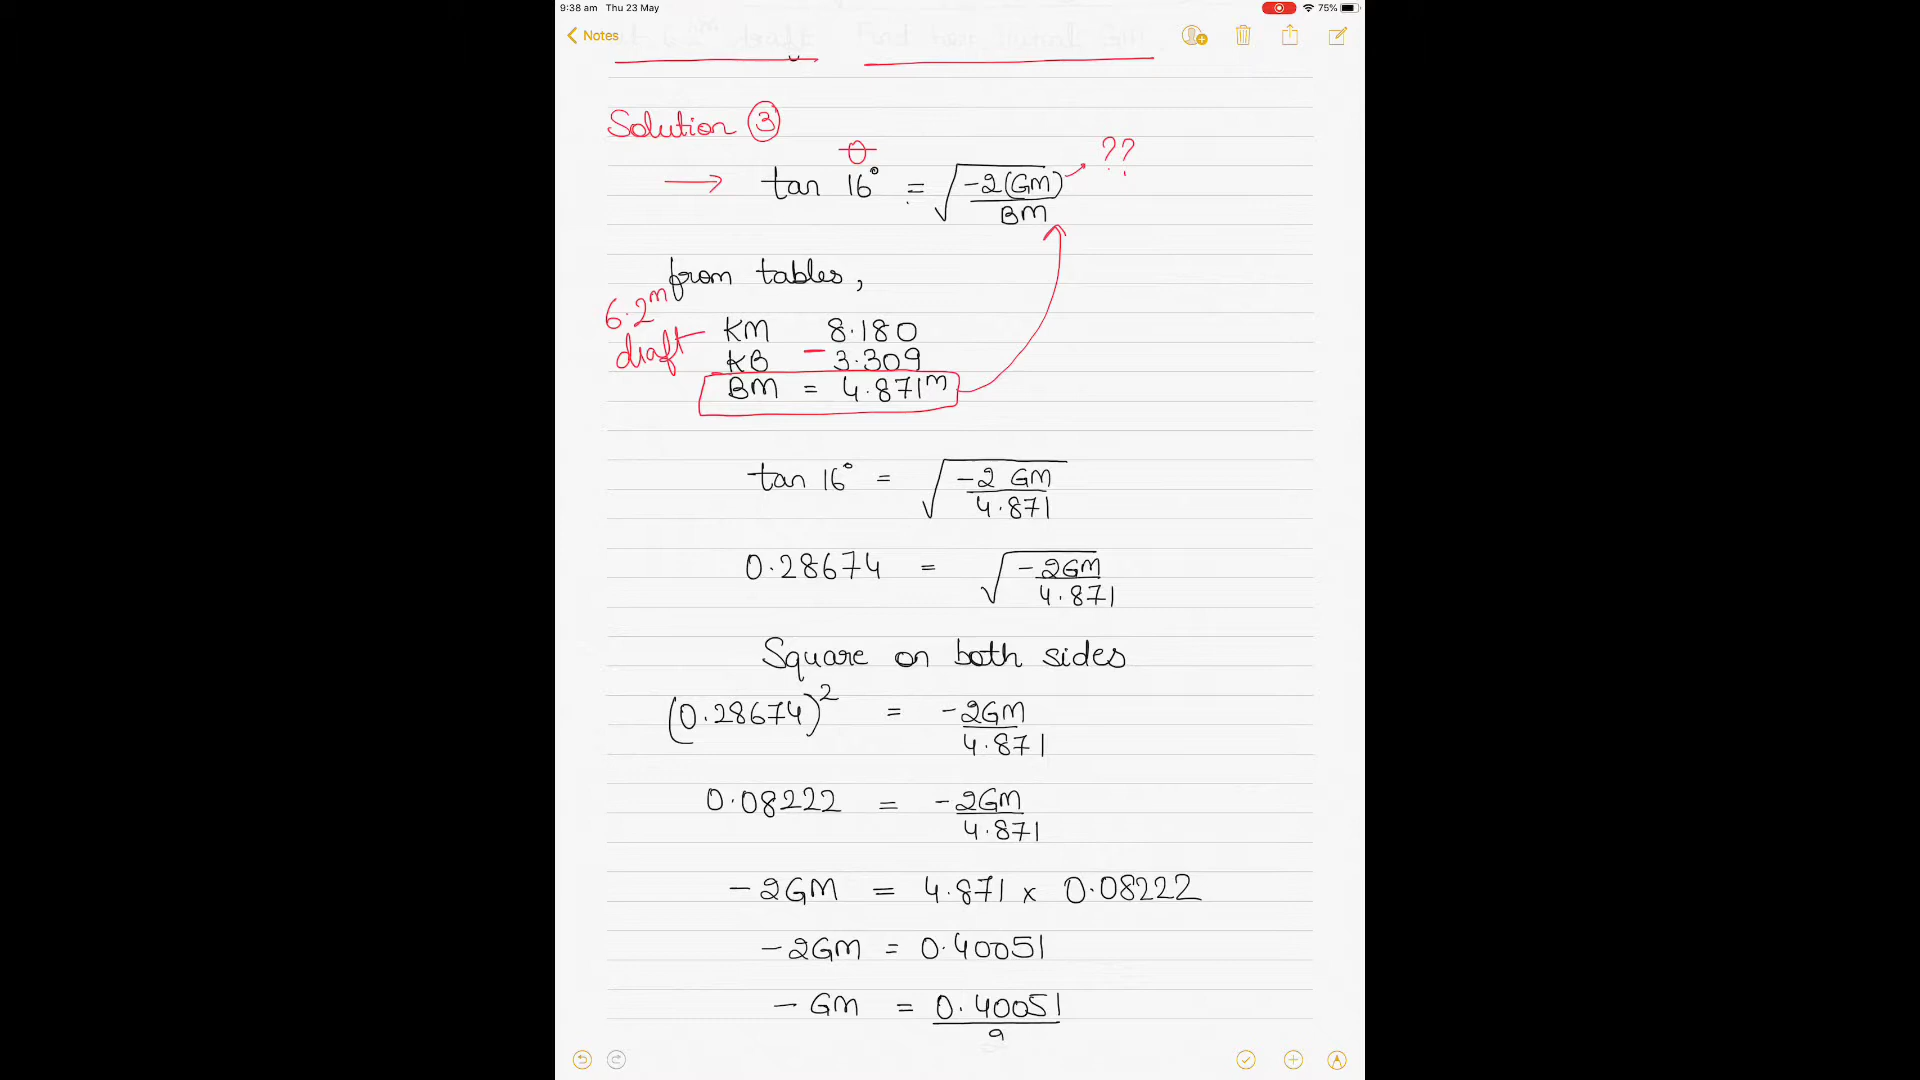 9:38 am Thu 23 May 75%
Notes
Solution 3
θ
→ tan 16° = √-2(GM) ??
BM
from tables,
6.2m
draft
KM 8.180
KB - 3.309
BM = 4.871m
tan 16° = √-2 GM
4.871
0.28674 = √-2GM
4.871
Square on both sides
(0.28674)² = -2GM
4.871
0.08222 = -2GM
4.871
-2GM = 4.871 x 0.08222
-2GM = 0.40051
- GM = 0.40051
2